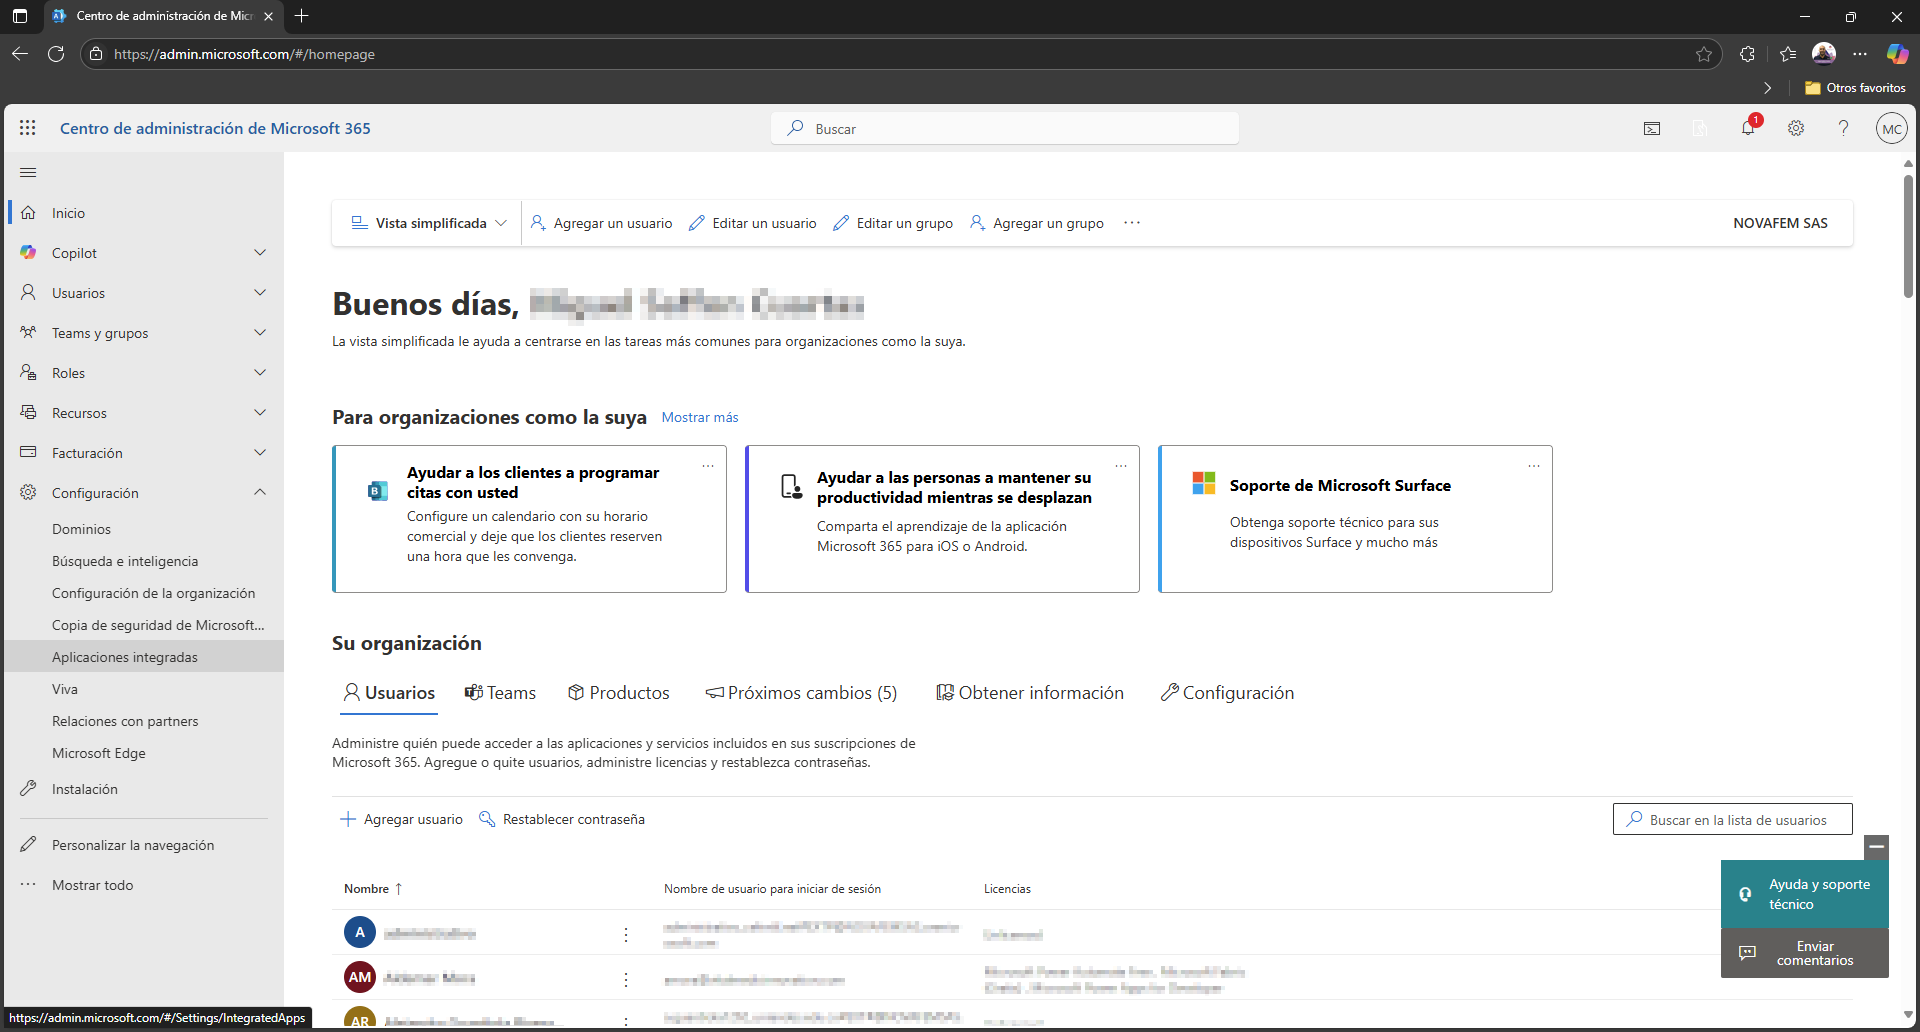 Centro de administración de Micr
https://admin.microsoft.com/#/homepage
Otros favoritos
Centro de administración de Microsoft 365
Buscar
1
MC
Inicio
Copilot
Usuarios
Teams y grupos
Roles
Recursos
Facturación
Configuración
Dominios
Búsqueda e inteligencia
Configuración de la organización
Copia de seguridad de Microsoft...
Aplicaciones integradas
Viva
Relaciones con partners
Microsoft Edge
Instalación
Personalizar la navegación
Mostrar todo
https://admin.microsoft.com/#/Settings/IntegratedApps
Vista simplificada
Agregar un usuario
Editar un usuario
Editar un grupo
Agregar un grupo
NOVAFEM SAS
Buenos días,
La vista simplificada le ayuda a centrarse en las tareas más comunes para organizaciones como la suya.
Para organizaciones como la suya
Mostrar más
B
Ayudar a los clientes a programar
citas con usted
Configure un calendario con su horario
comercial y deje que los clientes reserven
una hora que les convenga.
Ayudar a las personas a mantener su
productividad mientras se desplazan
Comparta el aprendizaje de la aplicación
Microsoft 365 para iOS o Android.
Soporte de Microsoft Surface
Obtenga soporte técnico para sus
dispositivos Surface y mucho más
Su organización
Usuarios
Teams
Productos
Próximos cambios (5)
Obtener información
Configuración
Administre quién puede acceder a las aplicaciones y servicios incluidos en sus suscripciones de
Microsoft 365. Agregue o quite usuarios, administre licencias y restablezca contraseñas.
Agregar usuario
Restablecer contraseña
Buscar en la lista de usuarios
Nombre ↑
Nombre de usuario para iniciar de sesión
Licencias
A
AM
AR
Ayuda y soporte
técnico
Enviar
comentarios